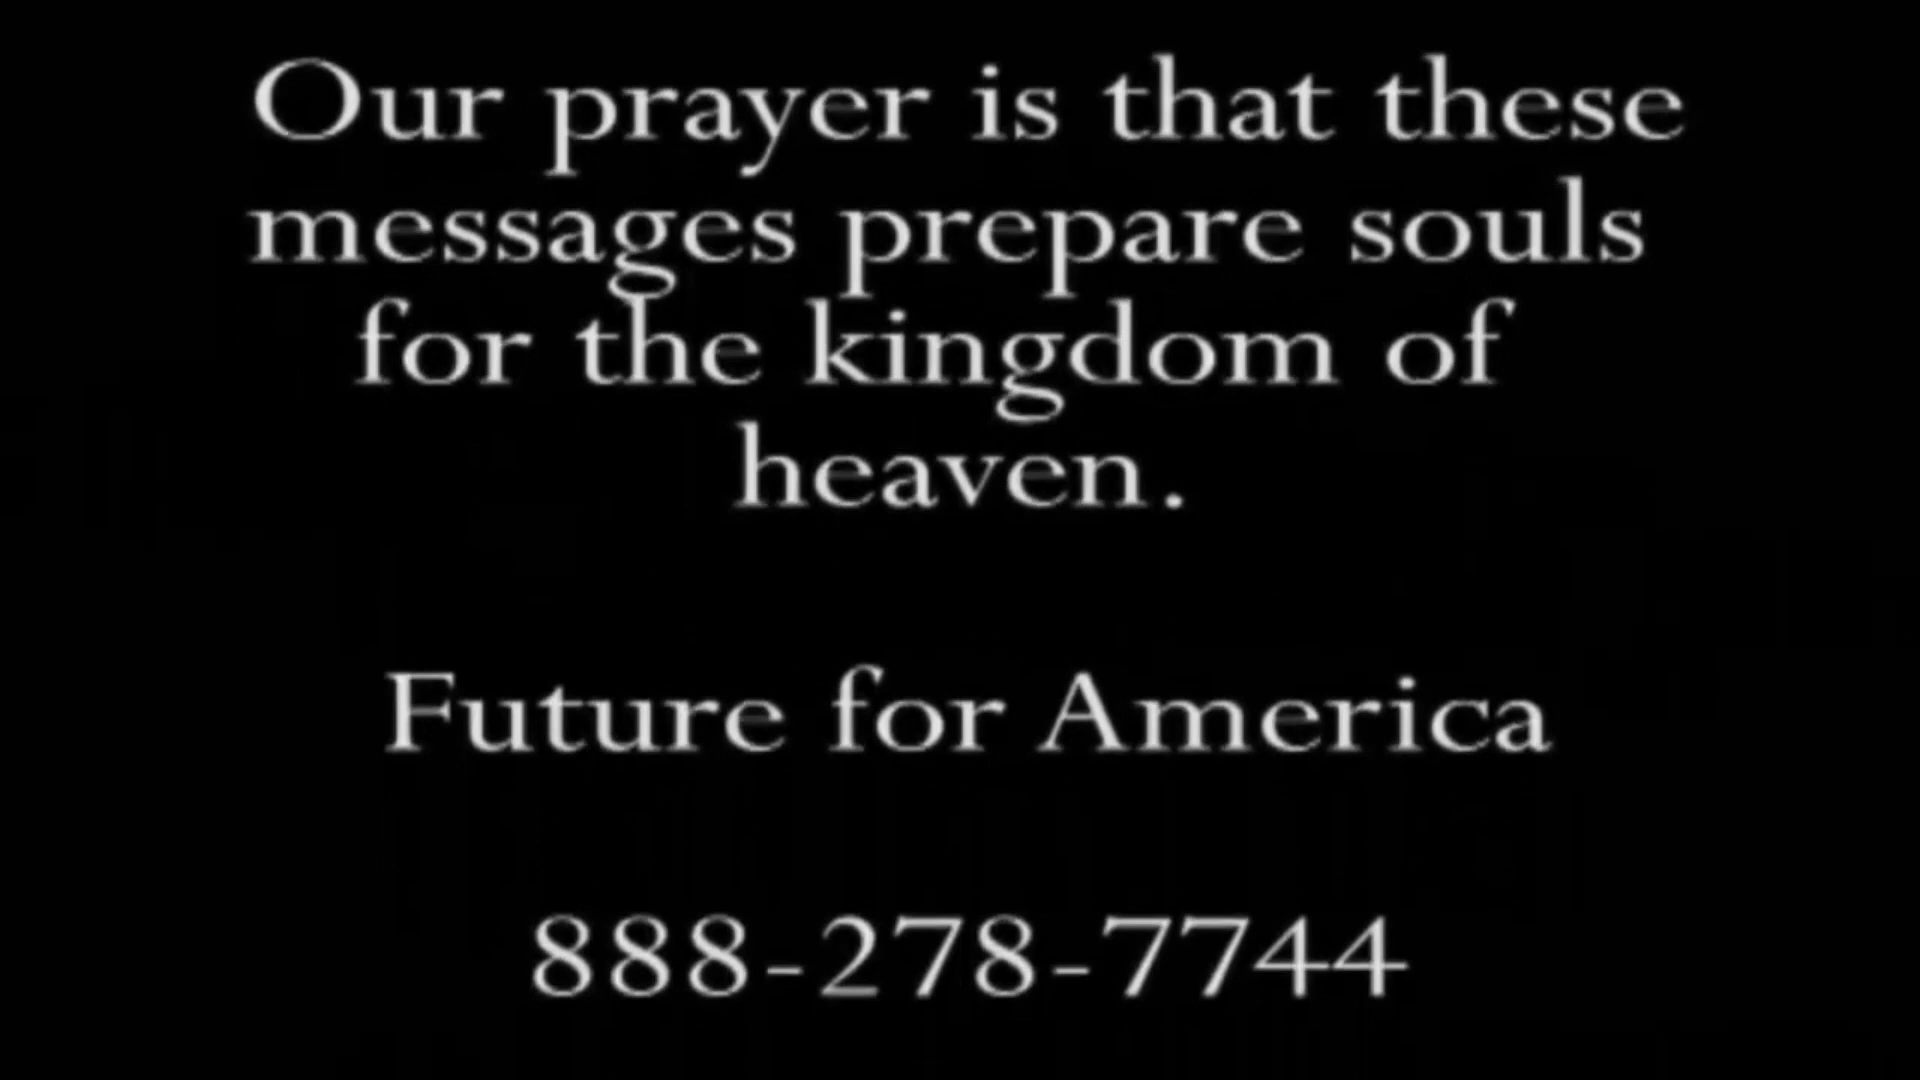 Our prayer is that these
messages prepare souls
for the kingdom of
heaven.
Future for America
888-278-7744